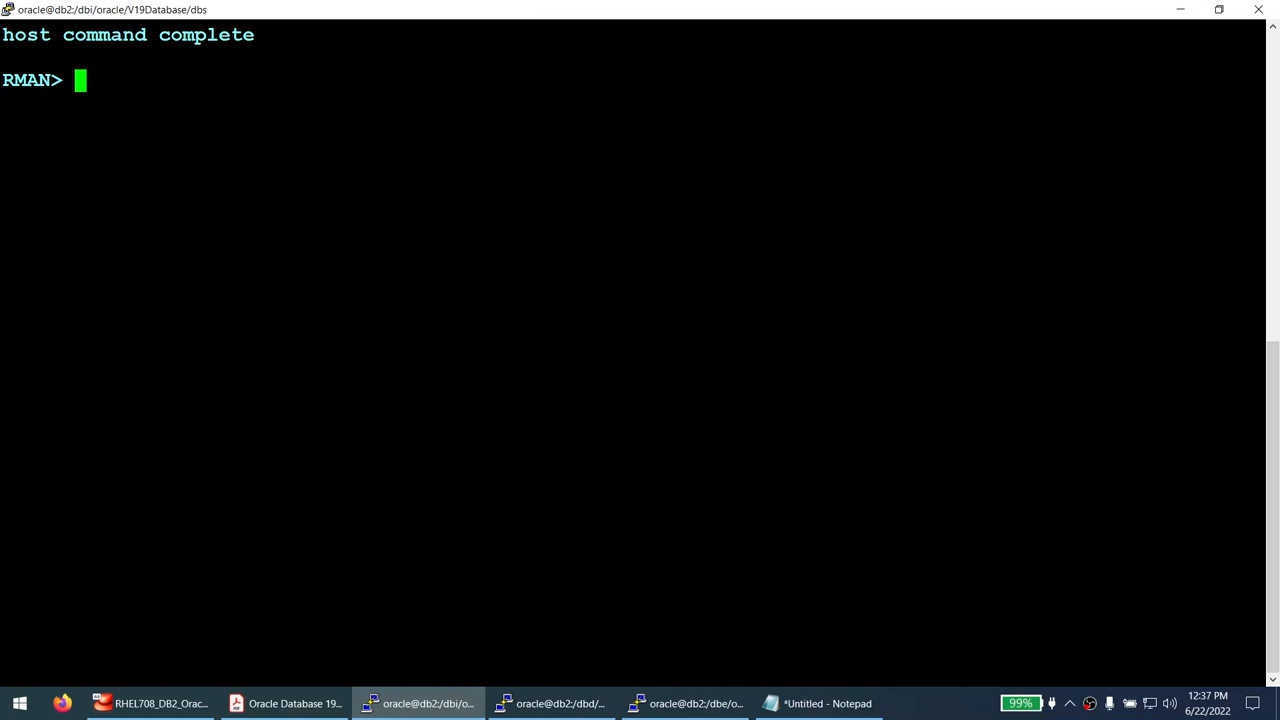 oracle@db2:/dbi/oracle/V19Database/dbs
host command complete
RMAN>
RHEL708_DB2_Orac...
Oracle Database 19...
oracle@db2:/dbi/o...
oracle@db2:/dbd/...
oracle@db2:/dbe/o...
*Untitled - Notepad
99%
12:37 PM
6/22/2022